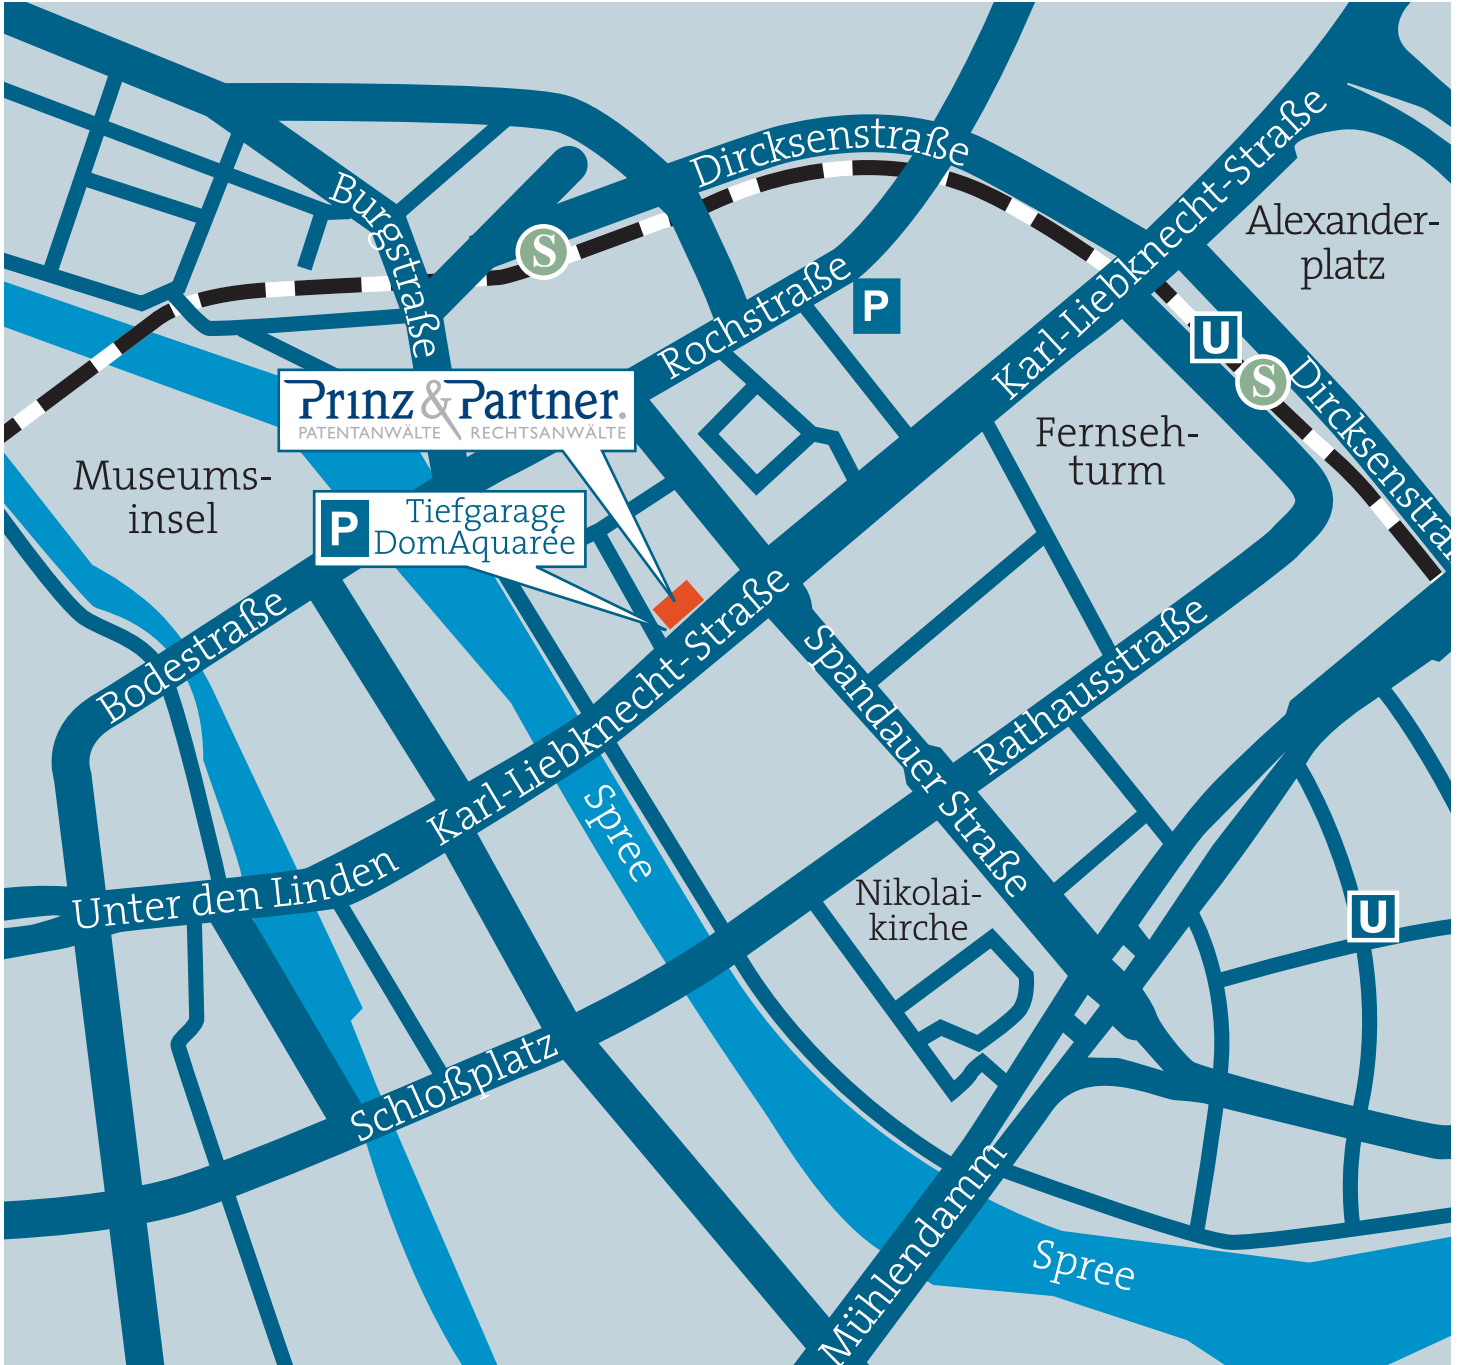 Dircksenstraße
Burgstraße
S
Karl-Liebknecht-Straße
Alexander-
platz
Rochstraße
P
U
S
Dircksenstraße
Prinz & Partner.
PATENTANWÄLTE RECHTSANWÄLTE
Fernseh-
turm
Museums-
insel
P
Tiefgarage
DomAquarée
Bodestraße
Karl-Liebknecht-Straße
Spandauer Straße
Rathausstraße
Spree
Unter den Linden
Nikolai-
kirche
U
Schloßplatz
Mühlendamm
Spree